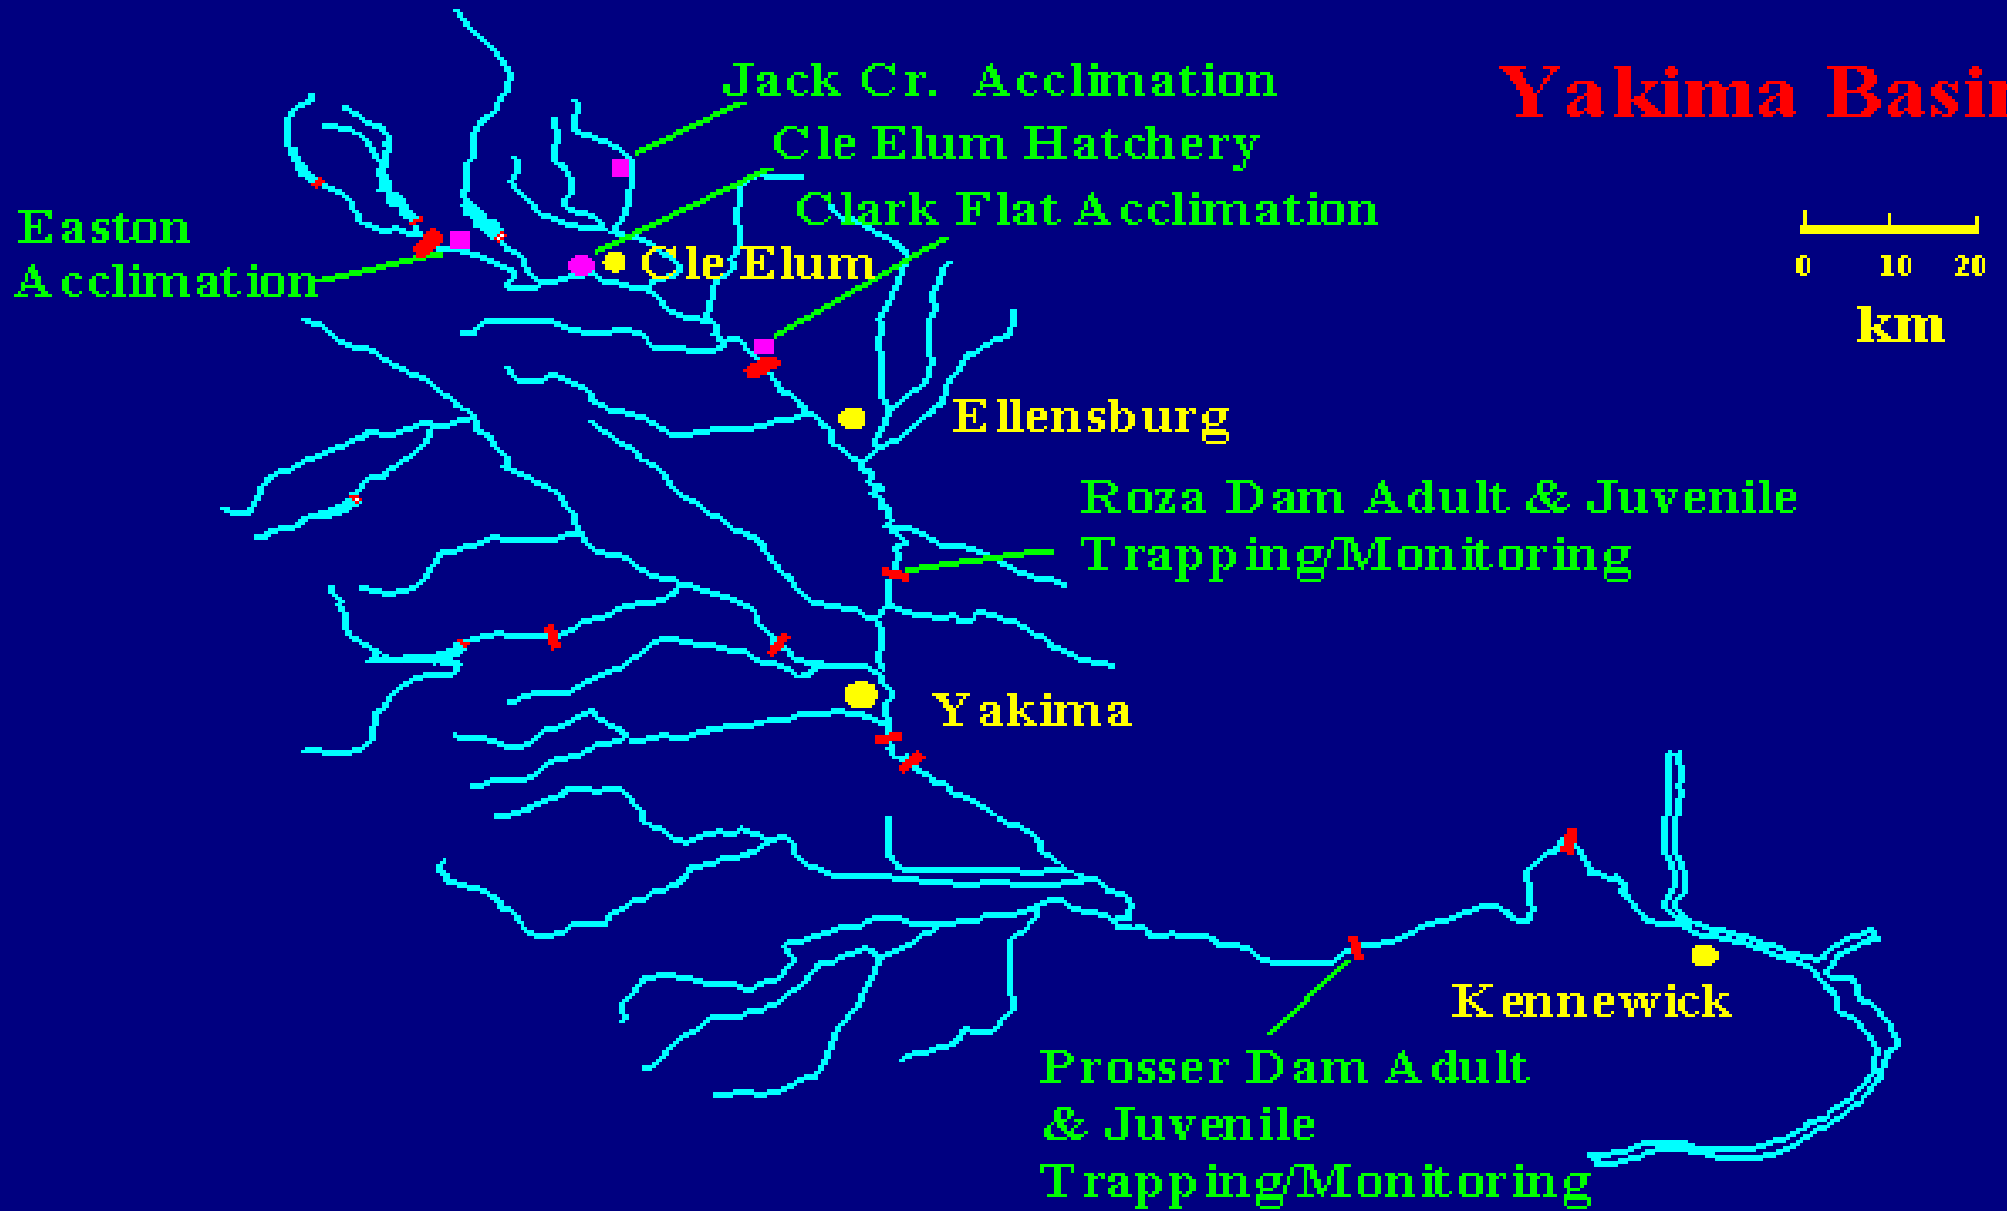 Jack Cr. Acclimation
Yakima Basin
Cle Elum Hatchery
Clark Flat Acclimation
Easton
Acclimation
Cle Elum
0 10 20
km
Ellensburg
Roza Dam Adult & Juvenile
Trapping/Monitoring
Yakima
Kennewick
Prosser Dam Adult
& Juvenile
Trapping/Monitoring